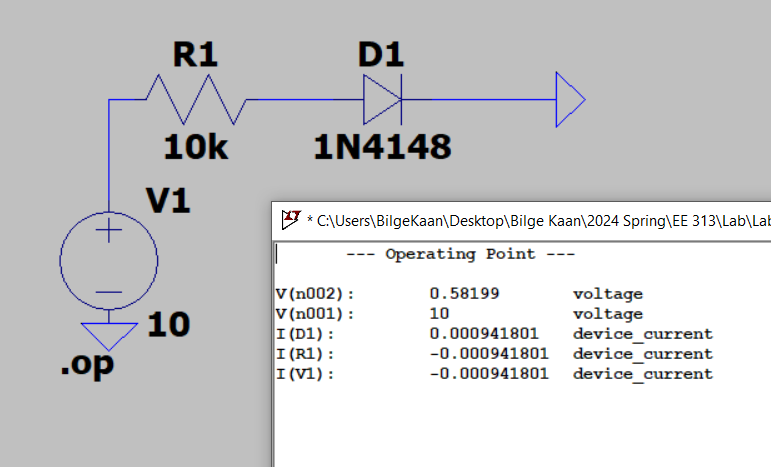 R1
D1
10k
1N4148
V1
10
.op
* C:\Users\BilgeKaan\Desktop\Bilge Kaan\2024 Spring\EE 313\Lab\Lab
--- Operating Point ---
V(n002): 0.58199 voltage
V(n001): 10 voltage
I(D1): 0.000941801 device_current
I(R1): -0.000941801 device_current
I(V1): -0.000941801 device_current